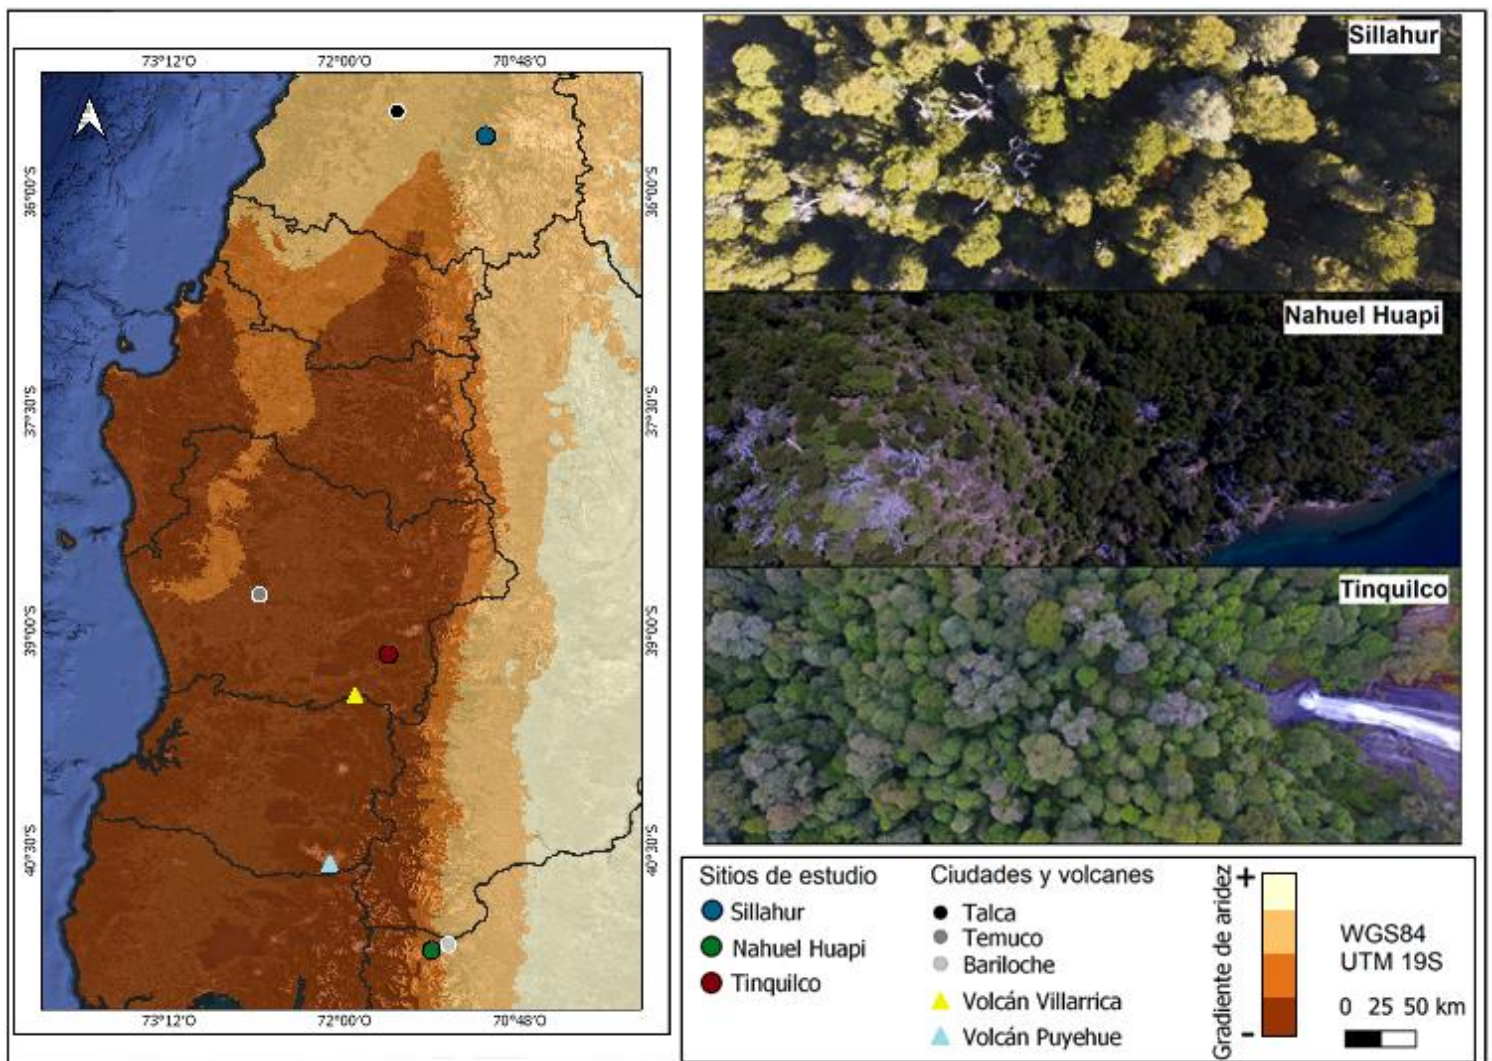 73°12'O 72°00'O 70°48'O
36°00'S 36°00'S
37°30'S 37°30'S
39°00'S 39°00'S
40°30'S 40°30'S
73°12'O 72°00'O 70°48'O
Sillahur
Nahuel Huapi
Tinquilco
Sitios de estudio
Sillahur
Nahuel Huapi
Tinquilco
Ciudades y volcanes
Talca
Temuco
Bariloche
Volcán Villarrica
Volcán Puyehue
Gradiente de aridez
+
-
WGS84
UTM 19S
0 25 50 km